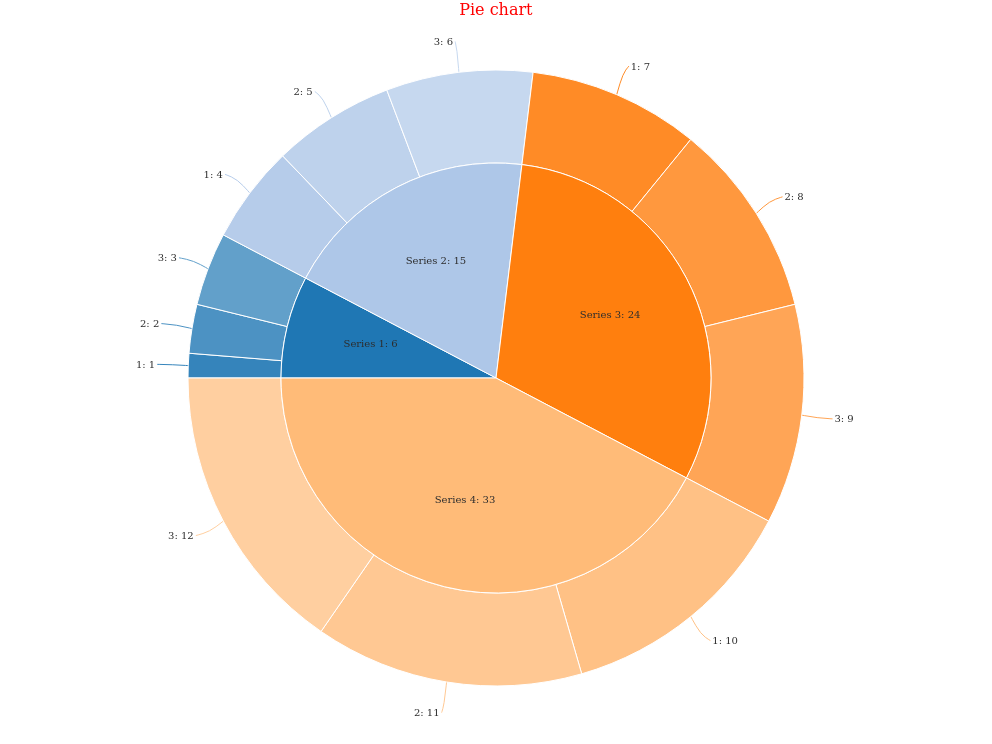 Pie chart
3: 6
1: 7
2: 5
1: 4
2: 8
3: 3
Series 2: 15
Series 3: 24
2: 2
Series 1: 6
1: 1
3: 9
Series 4: 33
3: 12
1: 10
2: 11